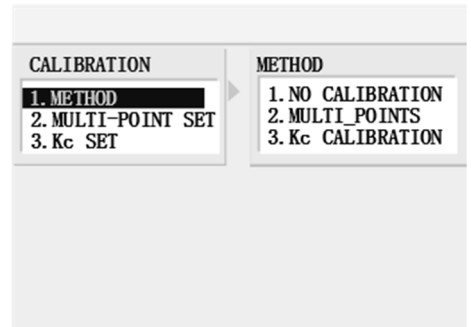 CALIBRATION
1.METHOD
2.MULTI-POINT SET
3.Kc SET
METHOD
1.NO CALIBRATION
2.MULTI_POINTS
3.Kc CALIBRATION